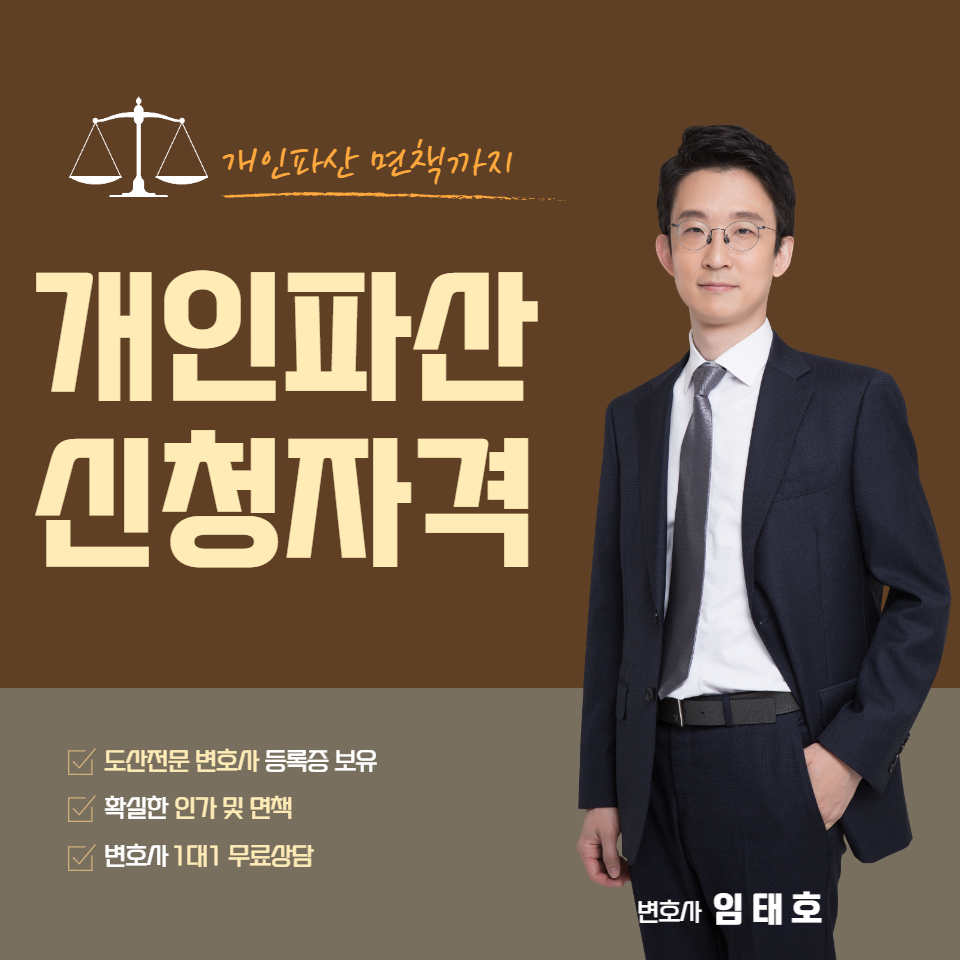 개인파산 면책까지
개인파산
신청자격
도산전문 변호사 등록증 보유
확실한 인가 및 면책
변호사 1대1 무료상담
변호사 임태호